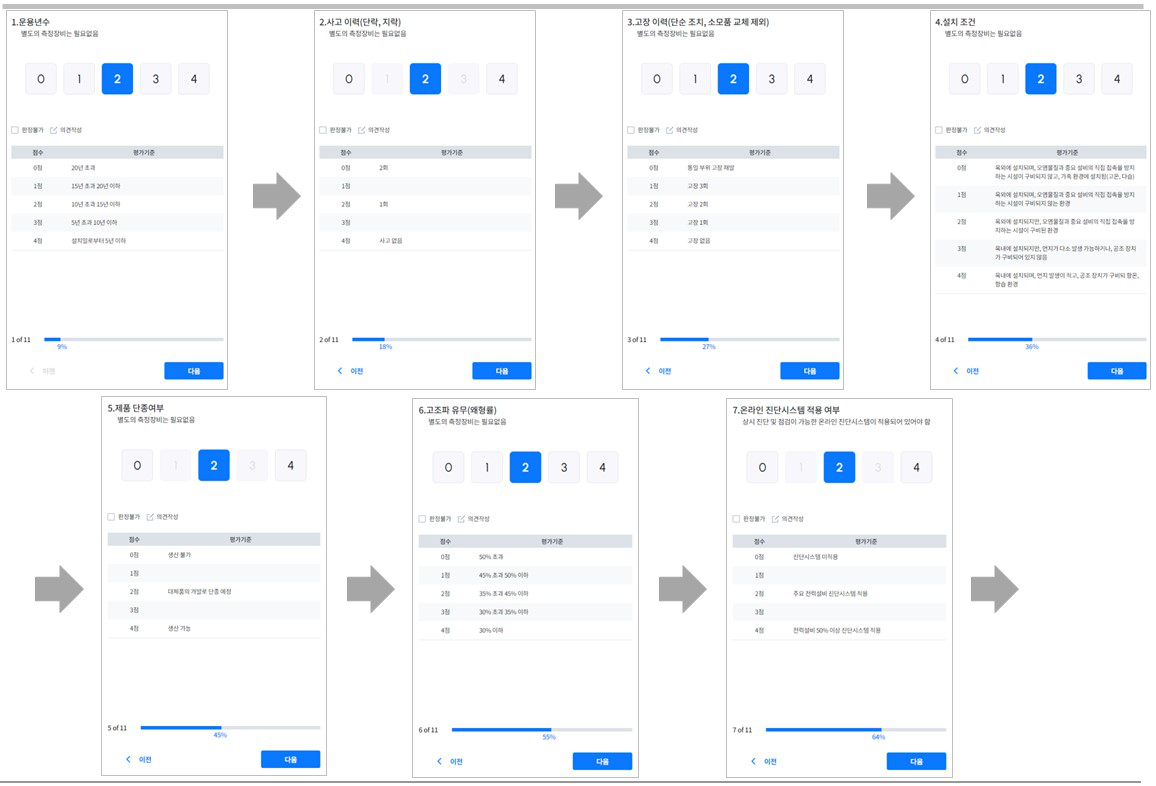 1.운용년수
별도의 측정장비는 필요없음
0 1 2 3 4
판정불가 의견작성
점수 평가기준
0점 20년 초과
1점 15년 초과 20년 이하
2점 10년 초과 15년 이하
3점 5년 초과 10년 이하
4점 설치일로부터 5년 이하
1 of 11
9%
이전 다음
2.사고 이력(단락, 지락)
별도의 측정장비는 필요없음
0 1 2 3 4
판정불가 의견작성
점수 평가기준
0점 2회
1점
2점 1회
3점
4점 사고 없음
2 of 11
18%
이전 다음
3.고장 이력(단순 조치, 소모품 교체 제외)
별도의 측정장비는 필요없음
0 1 2 3 4
판정불가 의견작성
점수 평가기준
0점 동일 부위 고장 재발
1점 고장 3회
2점 고장 2회
3점 고장 1회
4점 고장 없음
3 of 11
27%
이전 다음
4.설치 조건
별도의 측정장비는 필요없음
0 1 2 3 4
판정불가 의견작성
점수 평가기준
0점 옥외에 설치되며, 오염물질과 중요 설비의 직접 접촉을 방지
하는 시설이 구비되지 않고, 가혹 환경에 설치됨(고온, 다습)
1점 옥외에 설치되며, 오염물질과 중요 설비의 직접 접촉을 방지
하는 시설이 구비되지 않는 환경
2점 옥외에 설치되지만, 오염물질과 중요 설비의 직접 접촉을 방
지하는 시설이 구비된 환경
3점 옥내에 설치되지만, 먼지가 다소 발생 가능하거나, 공조 장치
가 구비되어 있지 않음
4점 옥내에 설치되며, 먼지 발생이 적고, 공조 장치가 구비되 항온,
항습 환경
4 of 11
36%
이전 다음
5.제품 단종여부
별도의 측정장비는 필요없음
0 1 2 3 4
판정불가 의견작성
점수 평가기준
0점 생산 불가
1점
2점 대체품의 개발로 단종 예정
3점
4점 생산 가능
5 of 11
45%
이전 다음
6.고조파 유무(왜형률)
별도의 측정장비는 필요없음
0 1 2 3 4
판정불가 의견작성
점수 평가기준
0점 50% 초과
1점 45% 초과 50% 이하
2점 35% 초과 45% 이하
3점 30% 초과 35% 이하
4점 30% 이하
6 of 11
55%
이전 다음
7.온라인 진단시스템 적용 여부
상시 진단 및 점검이 가능한 온라인 진단시스템이 적용되어 있어야 함
0 1 2 3 4
판정불가 의견작성
점수 평가기준
0점 진단시스템 미적용
1점
2점 주요 전력설비 진단시스템 적용
3점
4점 전력설비 50% 이상 진단시스템 적용
7 of 11
64%
이전 다음